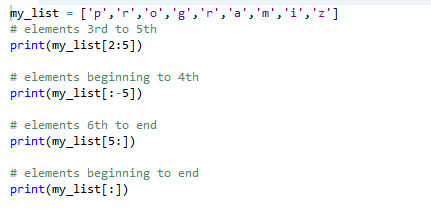 my_list = ['p','r','o','g','r','a','m','i','z']
# elements 3rd to 5th
print(my_list[2:5])
# elements beginning to 4th
print(my_list[:-5])
# elements 6th to end
print(my_list[5:])
# elements beginning to end
print(my_list[:])